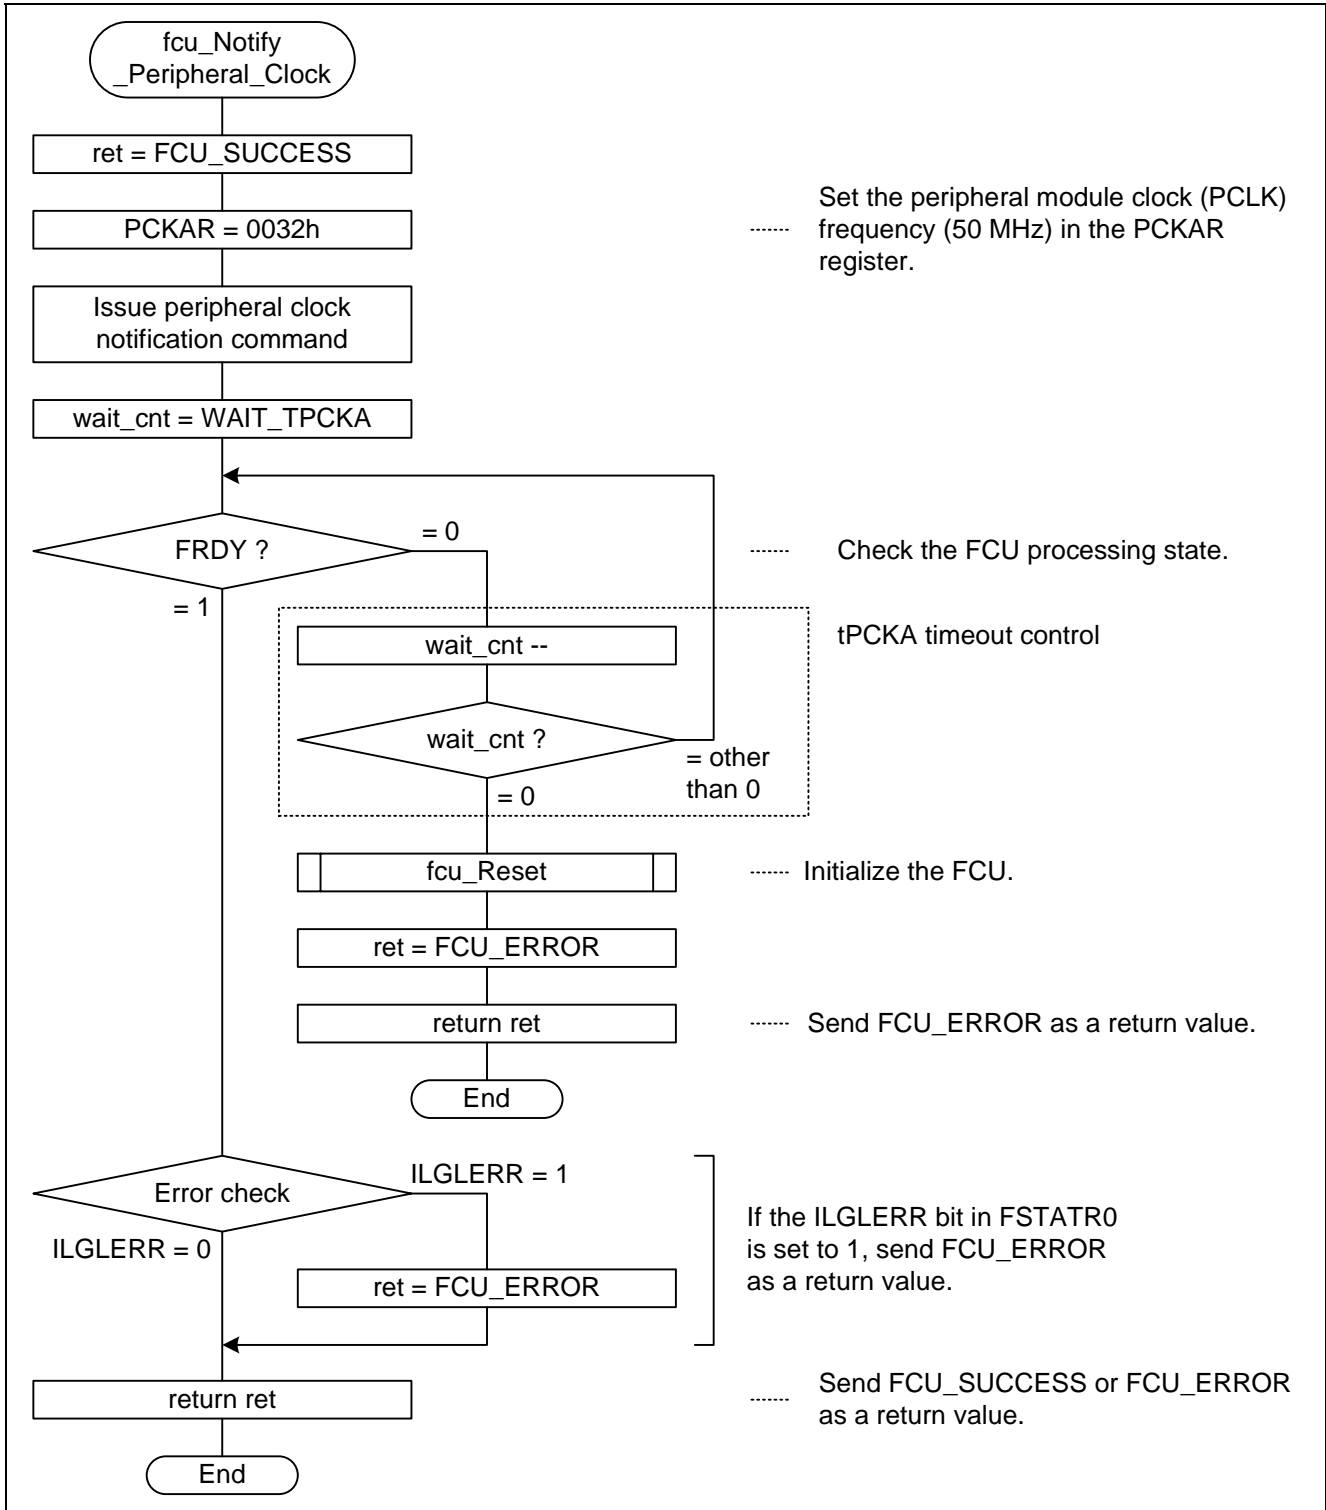 fcu_Notify
_Peripheral_Clock
ret = FCU_SUCCESS
PCKAR = 0032h
Set the peripheral module clock (PCLK)
frequency (50 MHz) in the PCKAR
register.
Issue peripheral clock
notification command
wait_cnt = WAIT_TPCKA
FRDY ?
= 0
Check the FCU processing state.
= 1
wait_cnt --
tPCKA timeout control
wait_cnt ?
= other
than 0
= 0
fcu_Reset
Initialize the FCU.
ret = FCU_ERROR
return ret
Send FCU_ERROR as a return value.
End
Error check
ILGLERR = 1
ILGLERR = 0
If the ILGLERR bit in FSTATR0
is set to 1, send FCU_ERROR
as a return value.
ret = FCU_ERROR
return ret
Send FCU_SUCCESS or FCU_ERROR
as a return value.
End